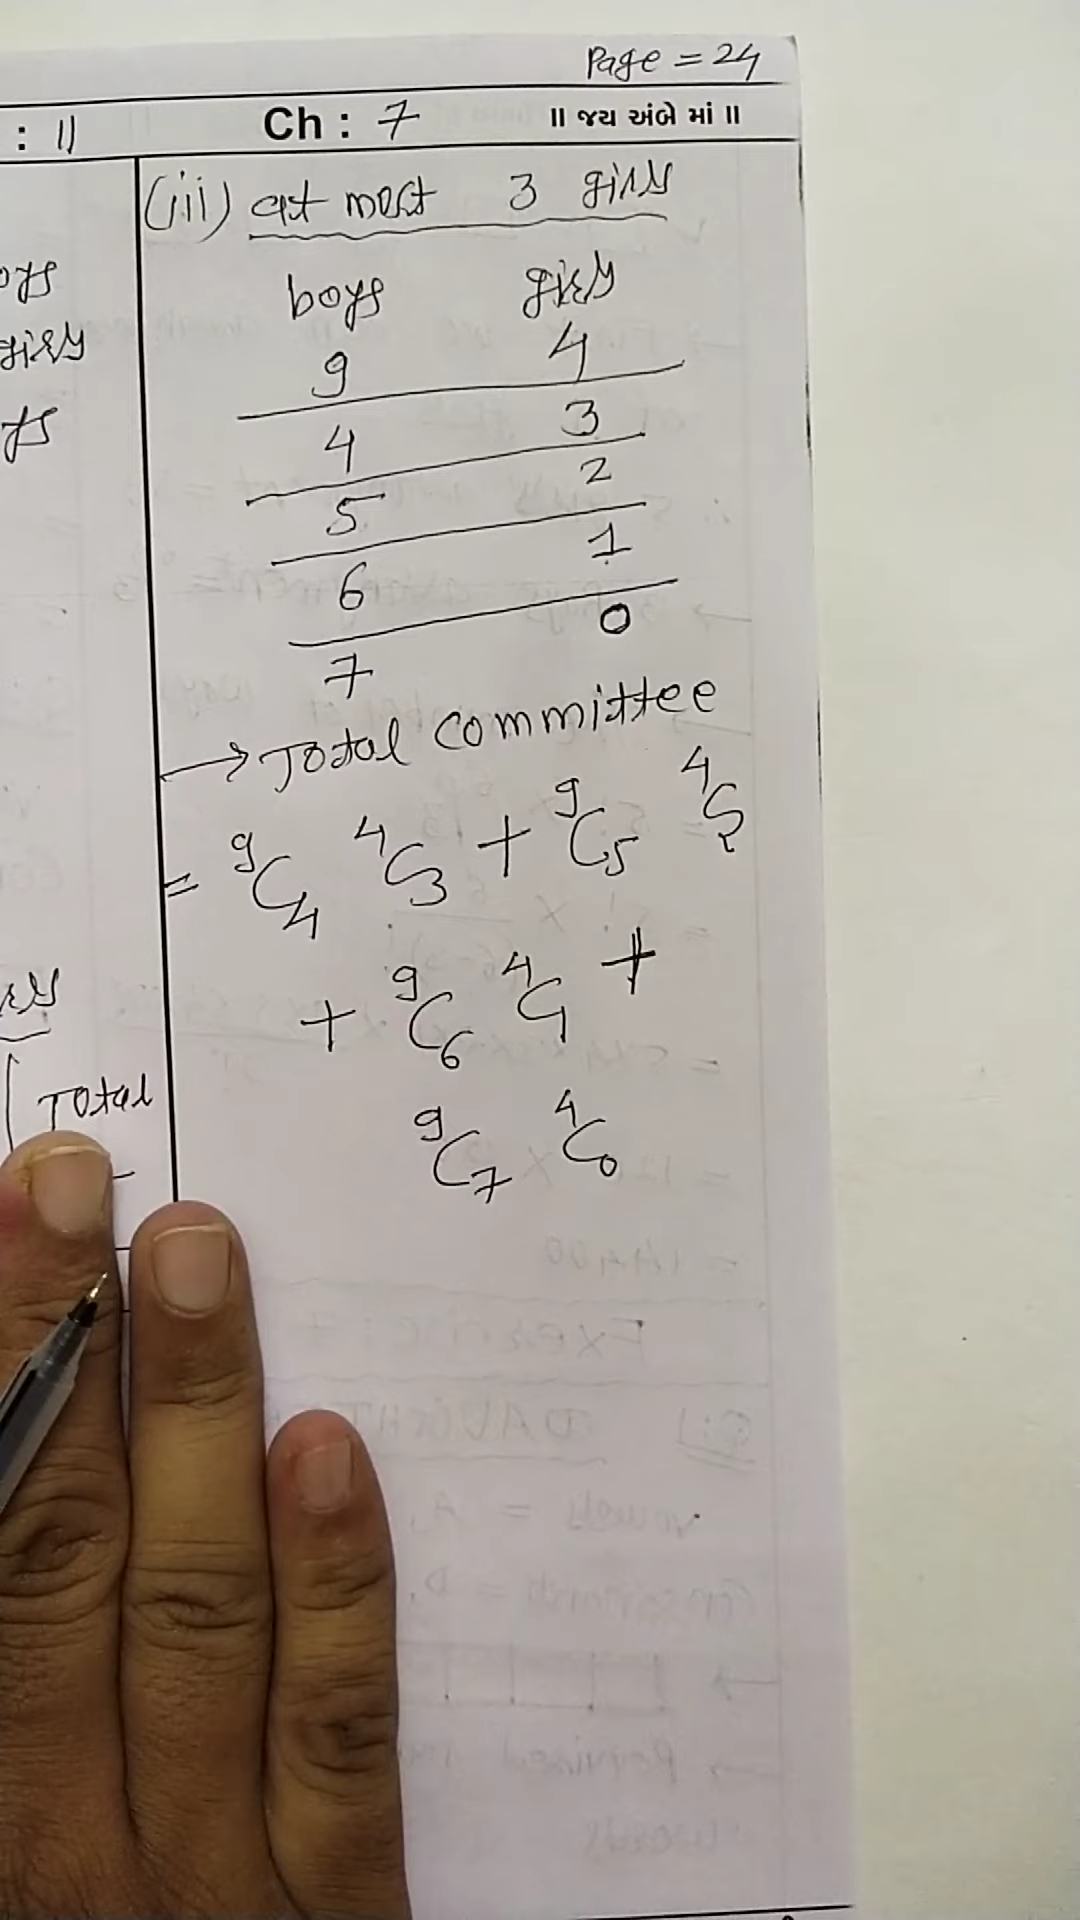 Page = 24
: 11
Ch : 7
॥ જય અંબે માં ॥
(iii) at most 3 girls
boys girls
9 4
4 3
5 2
6 1
7 0
→ Total committee
= ⁹C₄ ⁴C₃ + ⁹C₅ ⁴C₂
+ ⁹C₆ ⁴C₁ +
⁹C₇ ⁴C₀
Total